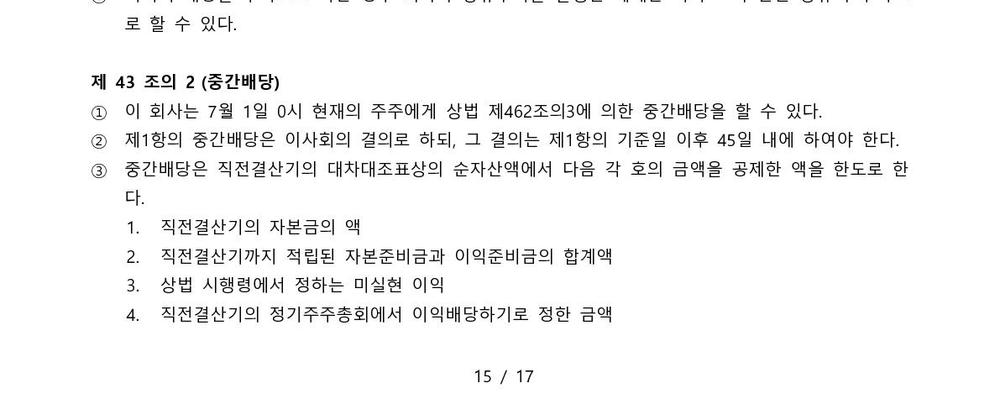 로 할 수 있다.
제 43 조의 2 (중간배당)
① 이 회사는 7월 1일 0시 현재의 주주에게 상법 제462조의3에 의한 중간배당을 할 수 있다.
② 제1항의 중간배당은 이사회의 결의로 하되, 그 결의는 제1항의 기준일 이후 45일 내에 하여야 한다.
③ 중간배당은 직전결산기의 대차대조표상의 순자산액에서 다음 각 호의 금액을 공제한 액을 한도로 한
다.
1. 직전결산기의 자본금의 액
2. 직전결산기까지 적립된 자본준비금과 이익준비금의 합계액
3. 상법 시행령에서 정하는 미실현 이익
4. 직전결산기의 정기주주총회에서 이익배당하기로 정한 금액
15 / 17